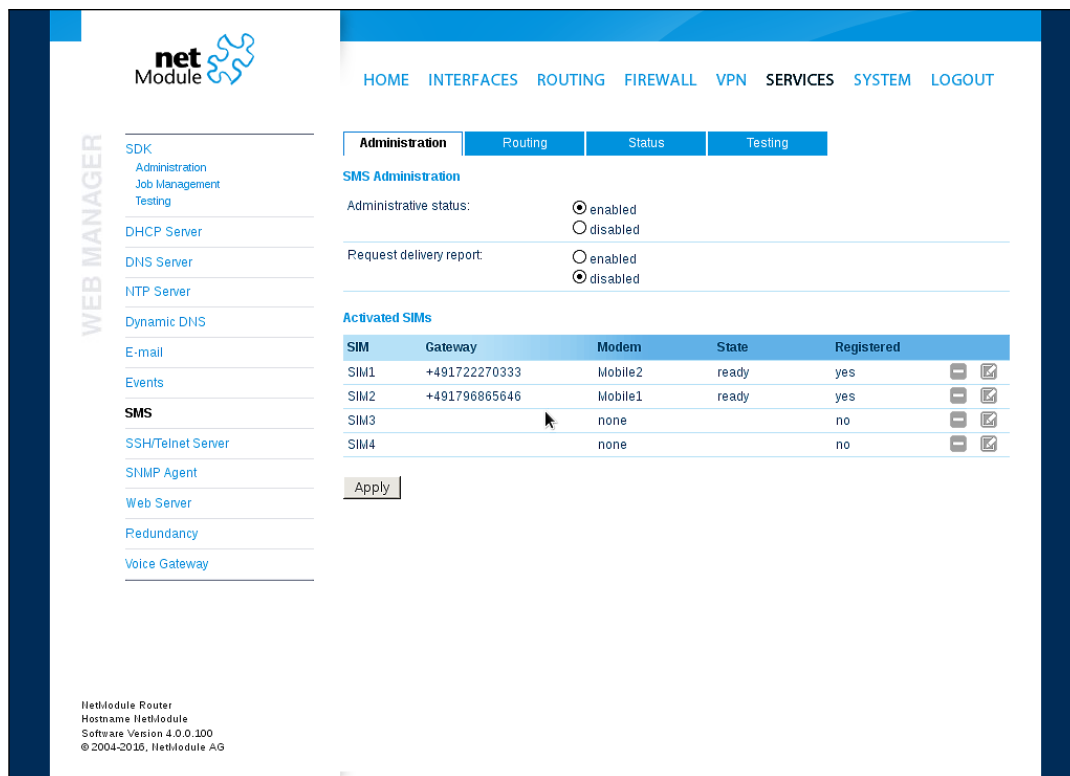 net
Module
HOME INTERFACES ROUTING FIREWALL VPN SERVICES SYSTEM LOGOUT
WEB MANAGER
SDK
Administration
Job Management
Testing
DHCP Server
DNS Server
NTP Server
Dynamic DNS
E-mail
Events
SMS
SSH/Telnet Server
SNMP Agent
Web Server
Redundancy
Voice Gateway
Administration Routing Status Testing
SMS Administration
Administrative status: enabled
disabled
Request delivery report: enabled
disabled
Activated SIMs
SIM Gateway Modem State Registered
SIM1 +491722270333 Mobile2 ready yes
SIM2 +491796865646 Mobile1 ready yes
SIM3 none no
SIM4 none no
Apply
NetModule Router
Hostname NetModule
Software Version 4.0.0.100
© 2004-2016, NetModule AG